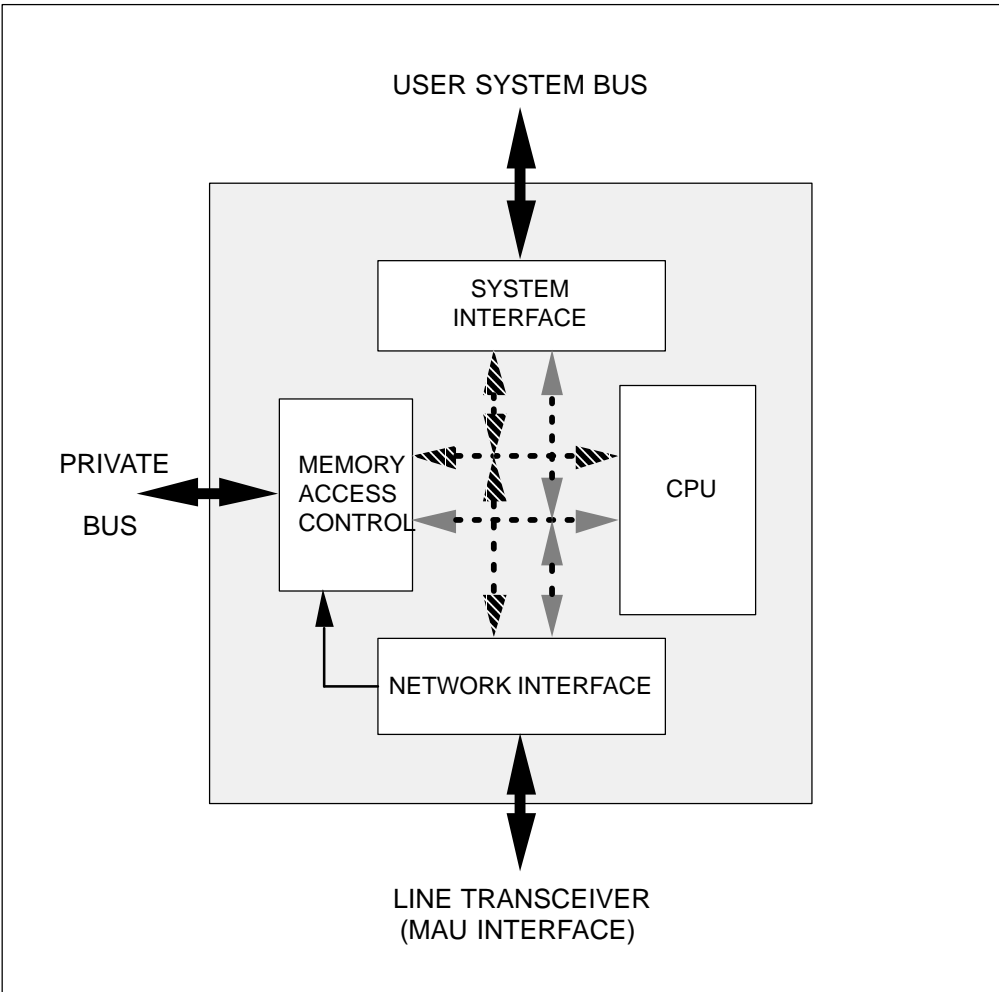 USER SYSTEM BUS
SYSTEM
INTERFACE
PRIVATE
BUS
MEMORY
ACCESS
CONTROL
CPU
NETWORK INTERFACE
LINE TRANSCEIVER
(MAU INTERFACE)